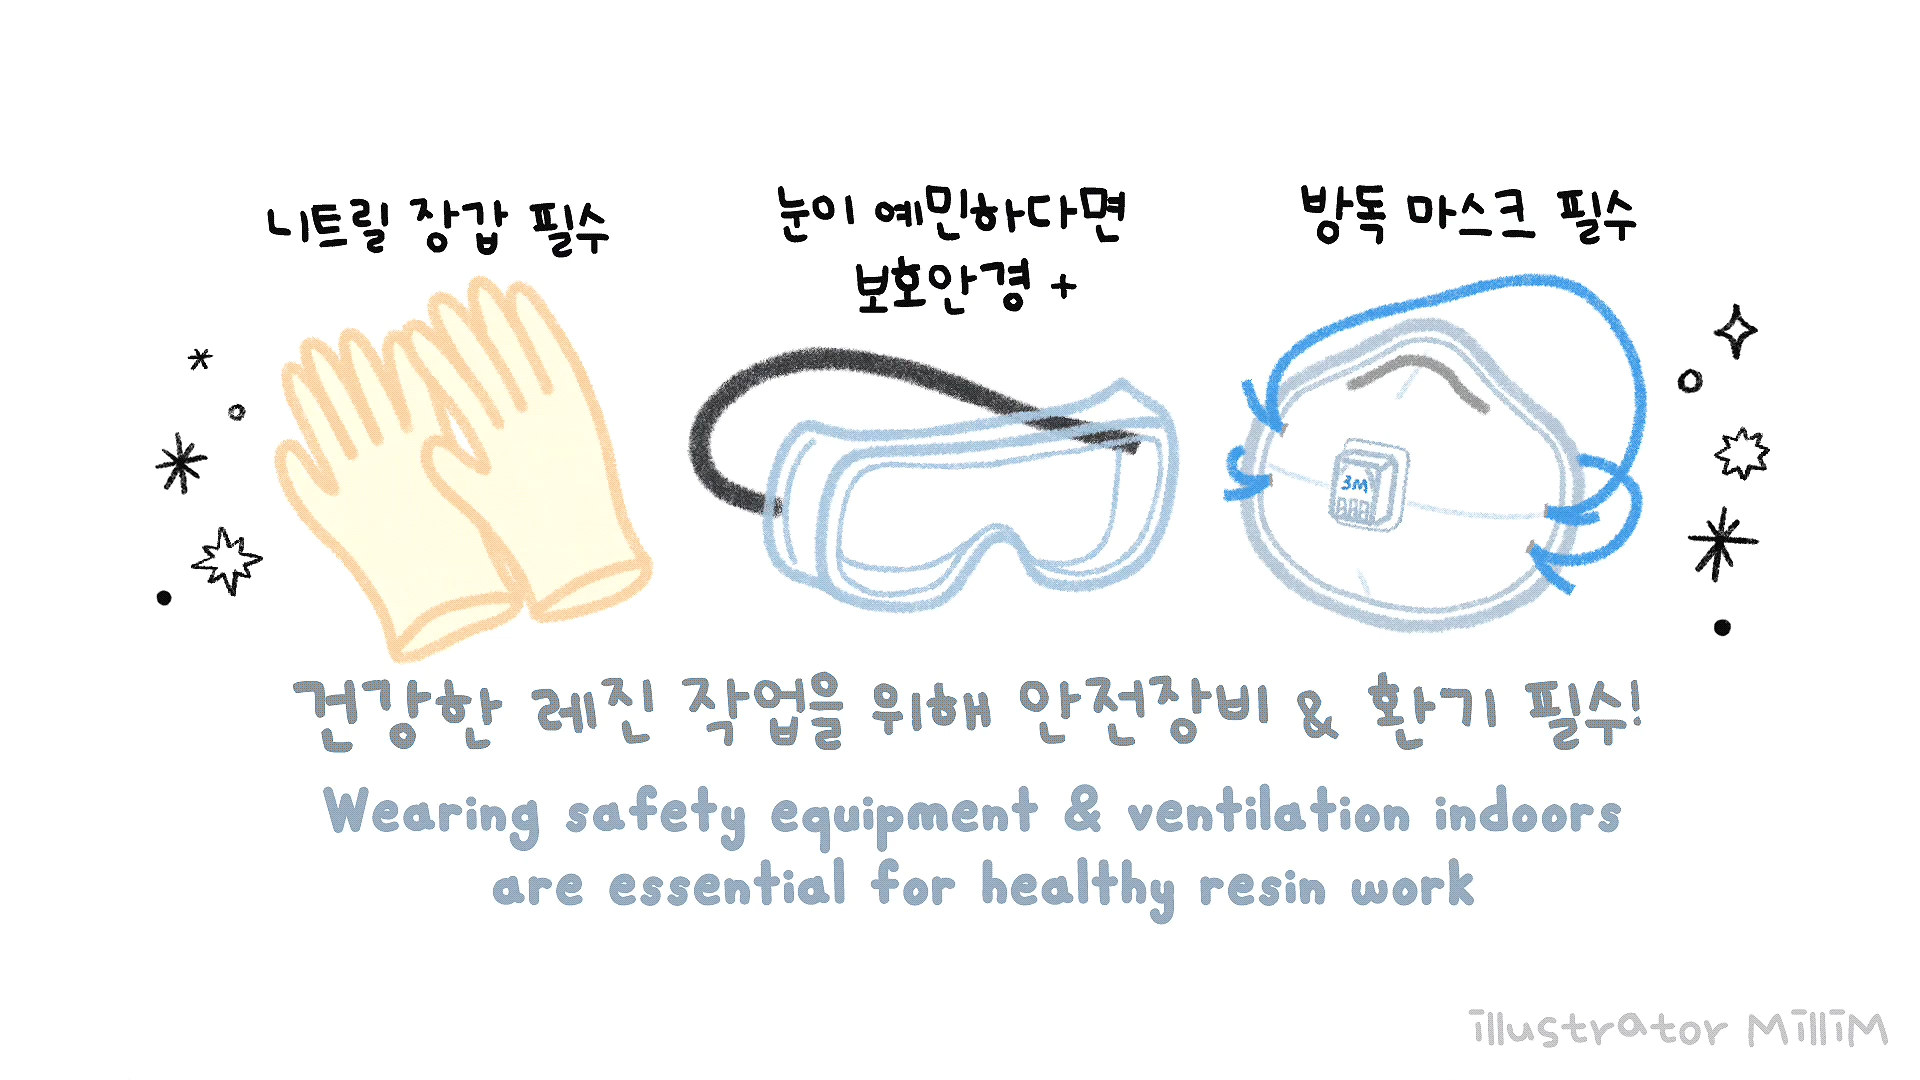 니트릴 장갑 필수
눈이 예민하다면
보호안경 +
방독 마스크 필수
3M
건강한 레진 작업을 위해 안전장비 & 환기 필수!
Wearing safety equipment & ventilation indoors
are essential for healthy resin work
illustrator MilliM